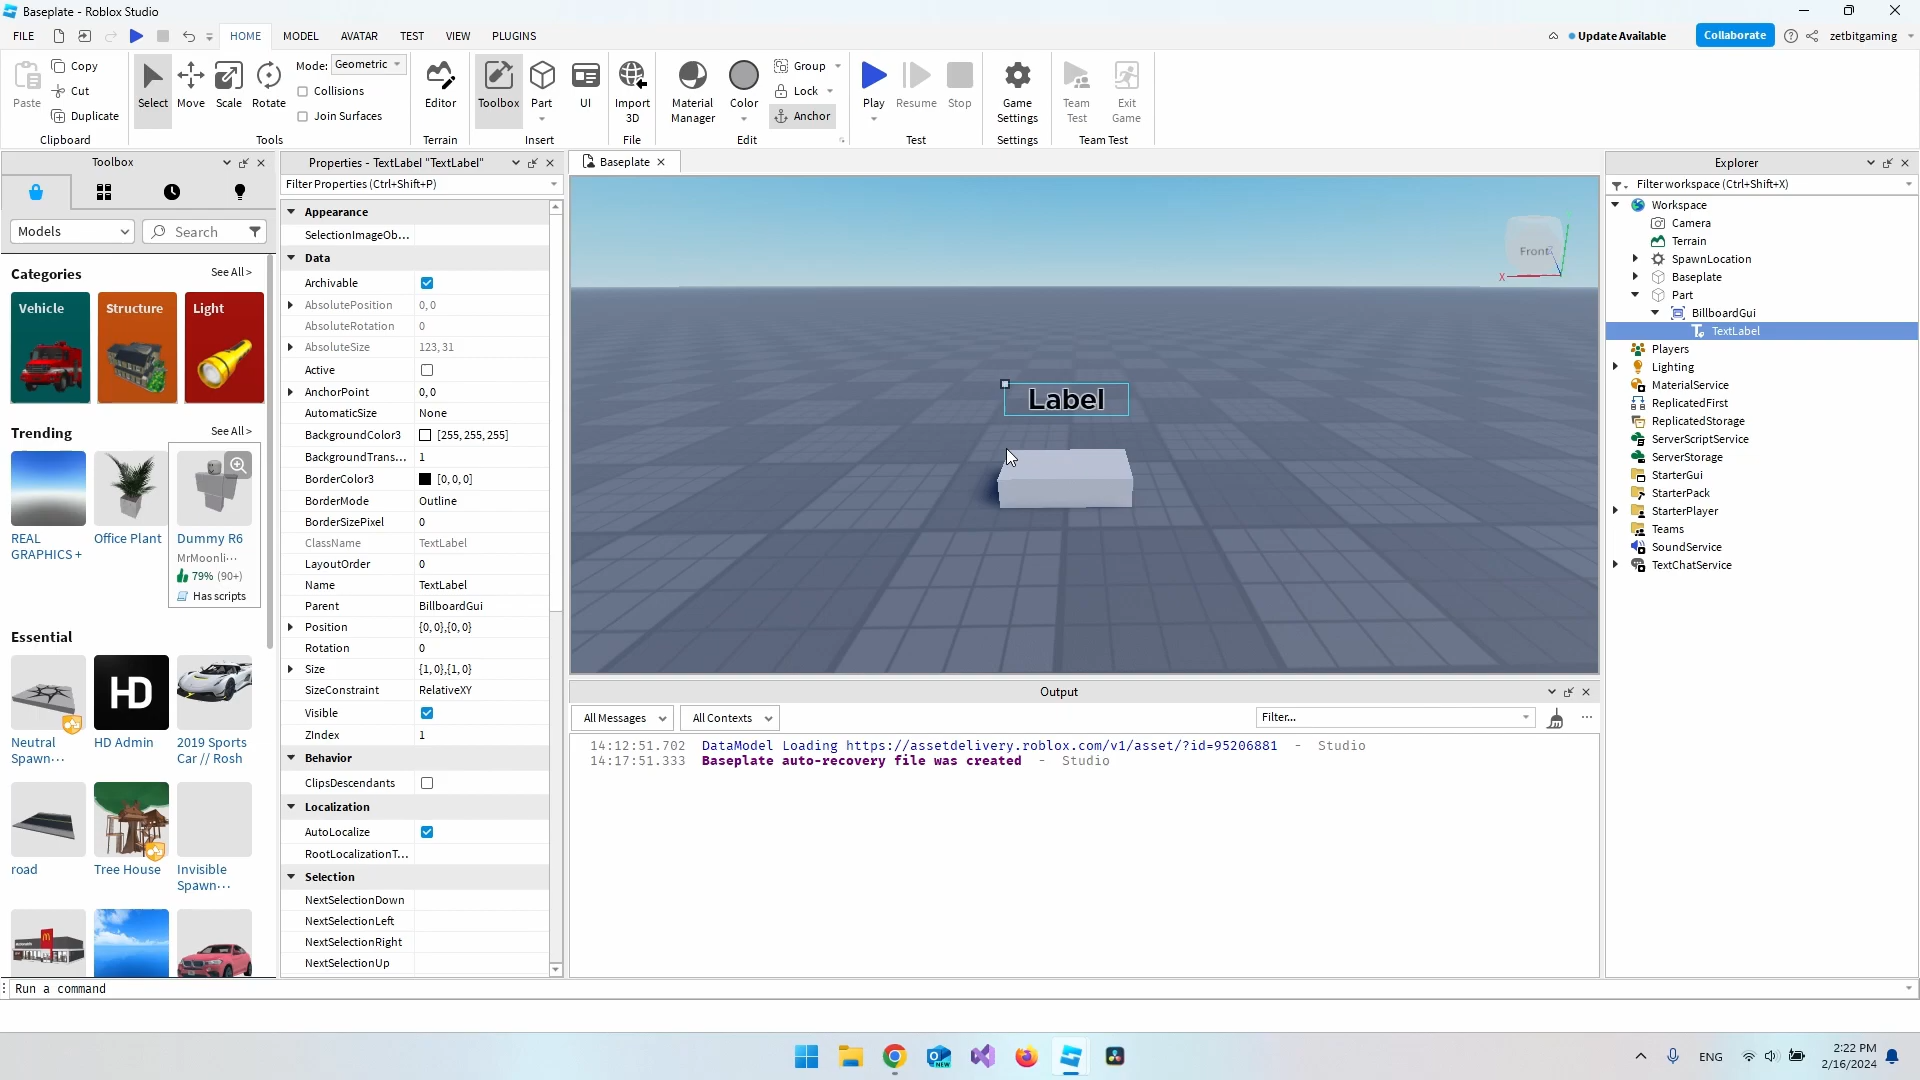 Baseplate - Roblox Studio
FILE HOME MODEL AVATAR TEST VIEW PLUGINS
Update Available Collaborate zetbitgaming
Paste Copy Cut Duplicate
Clipboard
Select Move Scale Rotate
Mode: Geometric
Collisions
Join Surfaces
Tools
Editor
Terrain
Toolbox Part UI
Insert
Import 3D
File
Material Manager Color
Group
Lock
Anchor
Edit
Play Resume Stop
Test
Game Settings
Settings
Team Test Exit Game
Team Test
Toolbox
Models Search
Categories See All >
Vehicle Structure Light
Trending See All >
REAL GRAPHICS +
Office Plant
Dummy R6
MrMoonli...
79% (90+)
Has scripts
Essential
Neutral Spawn...
HD
HD Admin
2019 Sports Car // Rosh
road
Tree House
Invisible Spawn...
Properties - TextLabel "TextLabel"
Filter Properties (Ctrl+Shift+P)
Appearance
SelectionImageOb...
Data
Archivable
AbsolutePosition 0, 0
AbsoluteRotation 0
AbsoluteSize 123, 31
Active
AnchorPoint 0, 0
AutomaticSize None
BackgroundColor3 [255, 255, 255]
BackgroundTrans... 1
BorderColor3 [0, 0, 0]
BorderMode Outline
BorderSizePixel 0
ClassName TextLabel
LayoutOrder 0
Name TextLabel
Parent BillboardGui
Position {0, 0},{0, 0}
Rotation 0
Size {1, 0},{1, 0}
SizeConstraint RelativeXY
Visible
ZIndex 1
Behavior
ClipsDescendants
Localization
AutoLocalize
RootLocalizationT...
Selection
NextSelectionDown
NextSelectionLeft
NextSelectionRight
NextSelectionUp
Baseplate
Front
X
Label
Output
All Messages All Contexts Filter...
14:12:51.702 DataModel Loading https://assetdelivery.roblox.com/v1/asset/?id=95206881 - Studio
14:17:51.333 Baseplate auto-recovery file was created - Studio
Explorer
Filter workspace (Ctrl+Shift+X)
Workspace
Camera
Terrain
SpawnLocation
Baseplate
Part
BillboardGui
TextLabel
Players
Lighting
MaterialService
ReplicatedFirst
ReplicatedStorage
ServerScriptService
ServerStorage
StarterGui
StarterPack
StarterPlayer
Teams
SoundService
TextChatService
Run a command
ENG
2:22 PM
2/16/2024